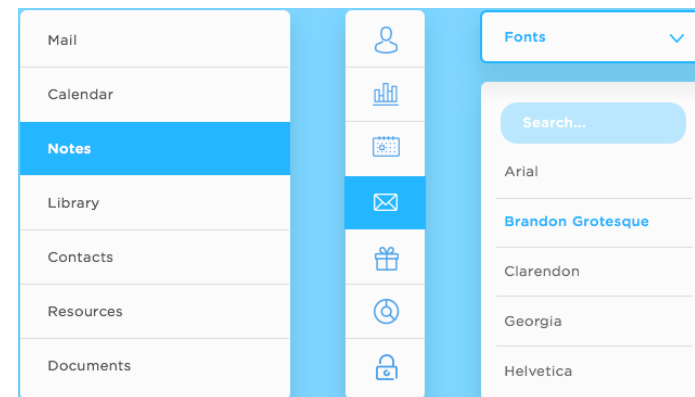 Mail
Calendar
Notes
Library
Contacts
Resources
Documents
Fonts
Search...
Arial
Brandon Grotesque
Clarendon
Georgia
Helvetica